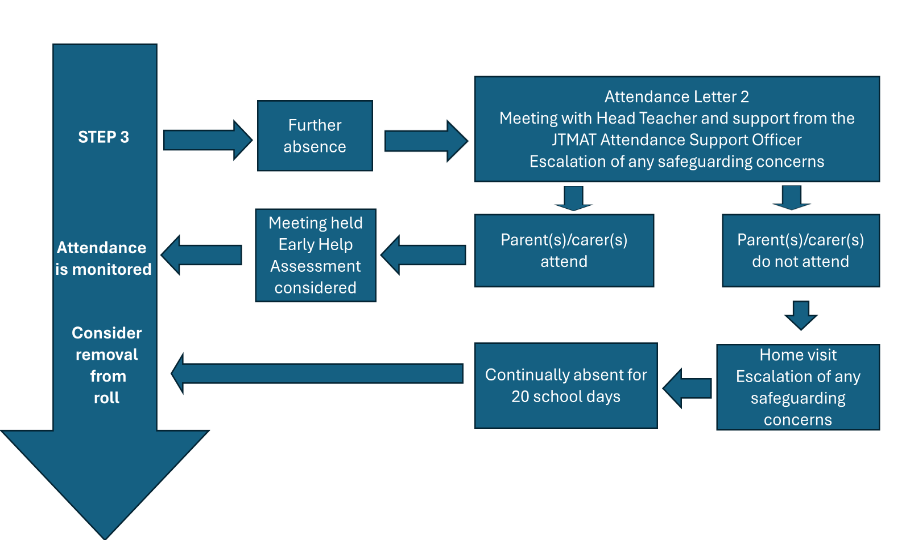 STEP 3
Further
absence
Attendance Letter 2
Meeting with Head Teacher and support from the
JTMAT Attendance Support Officer
Escalation of any safeguarding concerns
Parent(s)/carer(s)
attend
Parent(s)/carer(s)
do not attend
Meeting held
Early Help
Assessment
considered
Attendance
is monitored
Home visit
Escalation of any
safeguarding
concerns
Continually absent for
20 school days
Consider
removal
from
roll